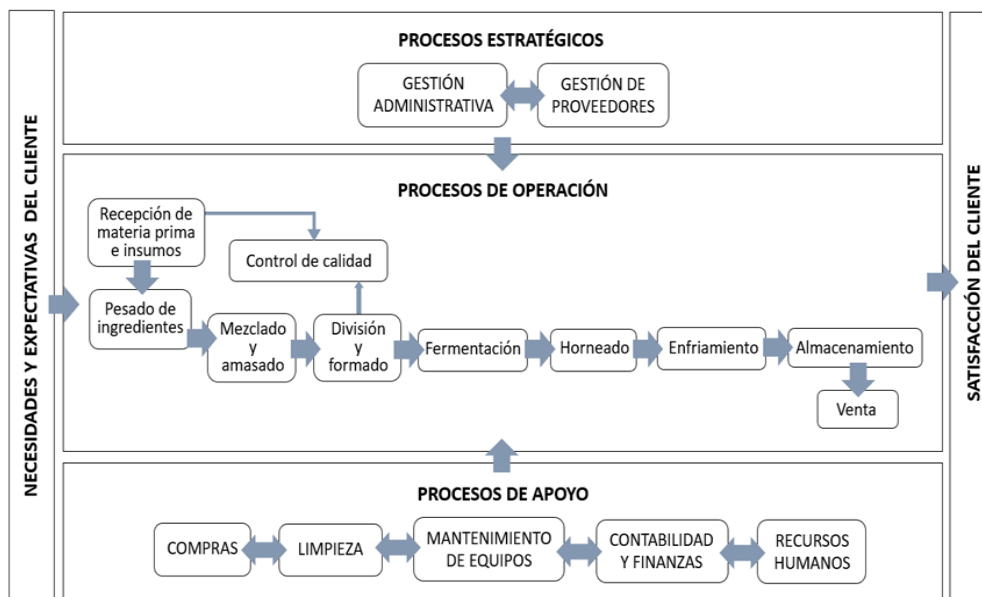 NECESIDADES Y EXPECTATIVAS DEL CLIENTE
PROCESOS ESTRATÉGICOS
GESTIÓN
ADMINISTRATIVA
GESTIÓN DE
PROVEEDORES
PROCESOS DE OPERACIÓN
Recepción de
materia prima
e insumos
Control de calidad
Pesado de
ingredientes
Mezclado
y
amasado
División
y
formado
Fermentación
Horneado
Enfriamiento
Almacenamiento
Venta
PROCESOS DE APOYO
COMPRAS
LIMPIEZA
MANTENIMIENTO
DE EQUIPOS
CONTABILIDAD
Y FINANZAS
RECURSOS
HUMANOS
SATISFACCIÓN DEL CLIENTE